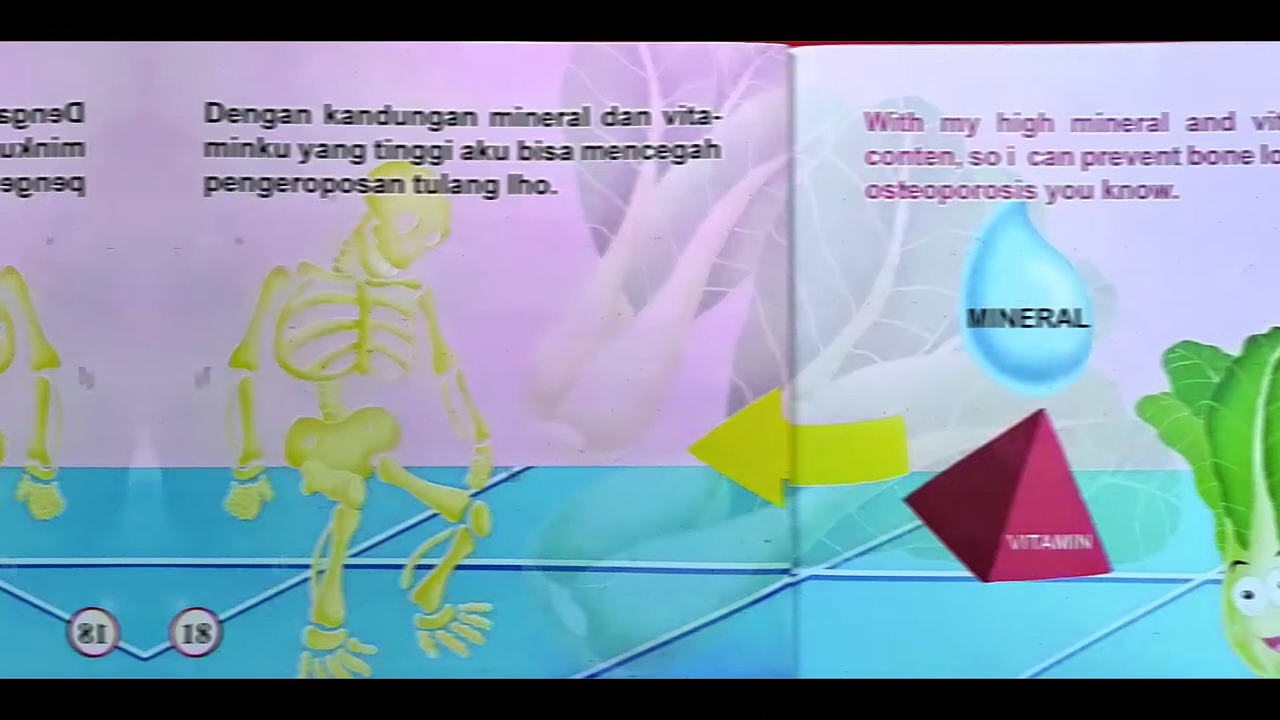 Dengan kandungan mineral dan vita-
minku yang tinggi aku bisa mencegah
pengeroposan tulang lho.
With my high mineral and
conten, so i can prevent bone
osteoporosis you know.
MINERAL
VITAMIN
18